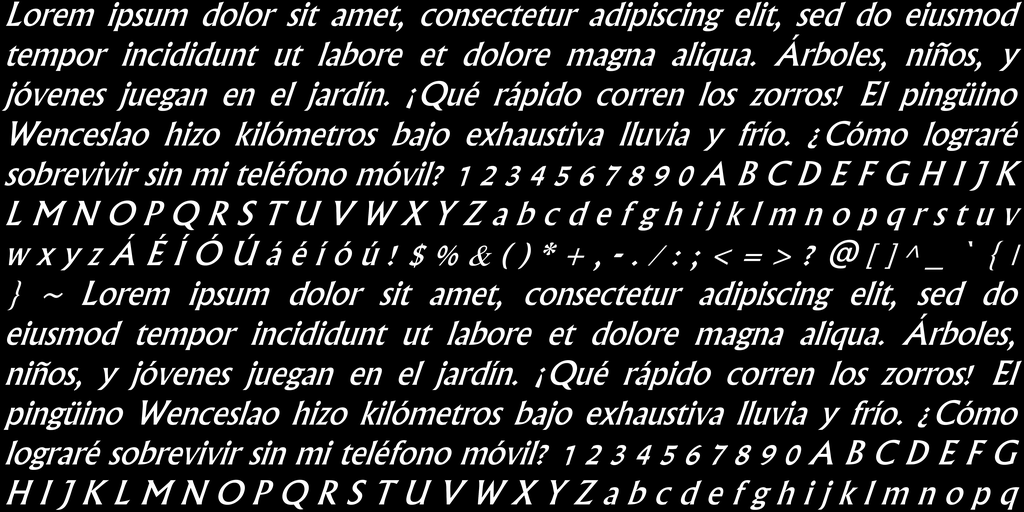 Lorem ipsum dolor sit amet, consectetur adipiscing elit, sed do eiusmod
tempor incididunt ut labore et dolore magna aliqua. Árboles, niños, y
jóvenes juegan en el jardín. ¡Qué rápido corren los zorros! El pingüino
Wenceslao hizo kilómetros bajo exhaustiva lluvia y frío. ¿Cómo lograré
sobrevivir sin mi teléfono móvil? 1 2 3 4 5 6 7 8 9 0 A B C D E F G H I J K
L M N O P Q R S T U V W X Y Z a b c d e f g h i j k l m n o p q r s t u v
w x y z Á É Í Ó Ú á é í ó ú ! $ % & ( ) * + , - . / : ; < = > ? @ [ ] ^ _ ` { |
} ~ Lorem ipsum dolor sit amet, consectetur adipiscing elit, sed do
eiusmod tempor incididunt ut labore et dolore magna aliqua. Árboles,
niños, y jóvenes juegan en el jardín. ¡Qué rápido corren los zorros! El
pingüino Wenceslao hizo kilómetros bajo exhaustiva lluvia y frío. ¿Cómo
lograré sobrevivir sin mi teléfono móvil? 1 2 3 4 5 6 7 8 9 0 A B C D E F G
H I J K L M N O P Q R S T U V W X Y Z a b c d e f g h i j k l m n o p q